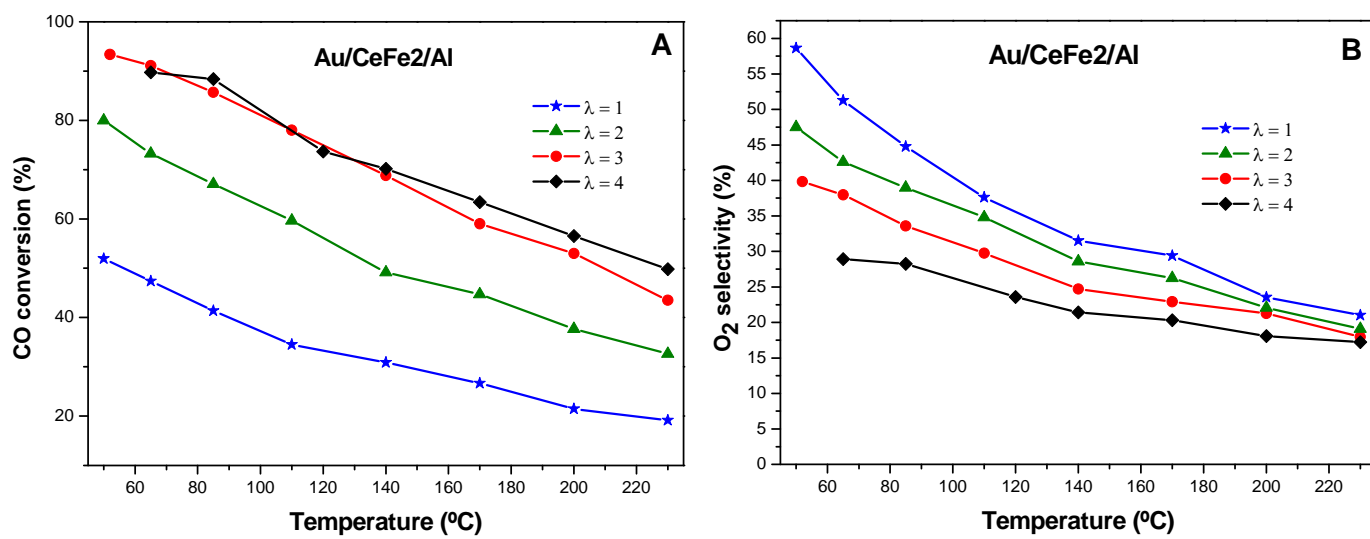 A
Au/CeFe2/Al
λ = 1
λ = 2
λ = 3
λ = 4
100
80
60
40
20
CO conversion (%)
60 80 100 120 140 160 180 200 220
Temperature (ºC)
B
Au/CeFe2/Al
λ = 1
λ = 2
λ = 3
λ = 4
60
55
50
45
40
35
30
25
20
15
10
5
0
O2 selectivity (%)
60 80 100 120 140 160 180 200 220
Temperature (ºC)